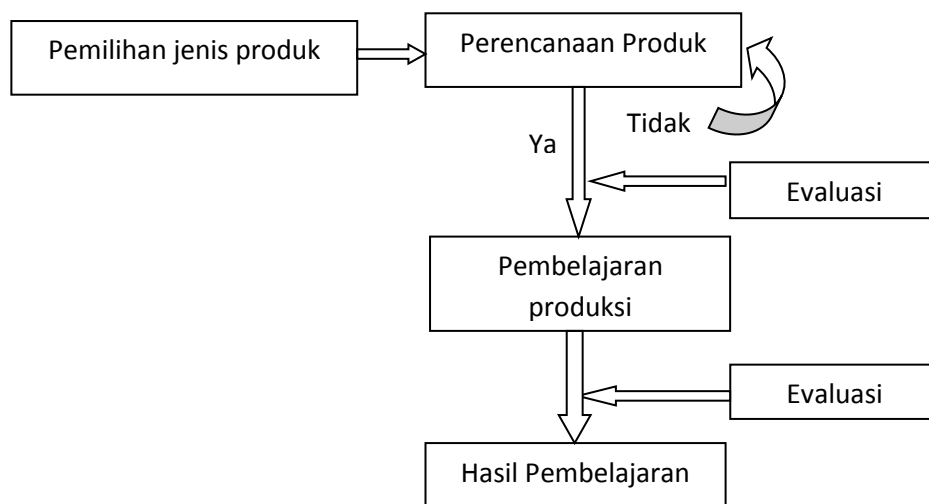 Pemilihan jenis produk
Perencanaan Produk
Tidak
Ya
Evaluasi
Pembelajaran
produksi
Evaluasi
Hasil Pembelajaran